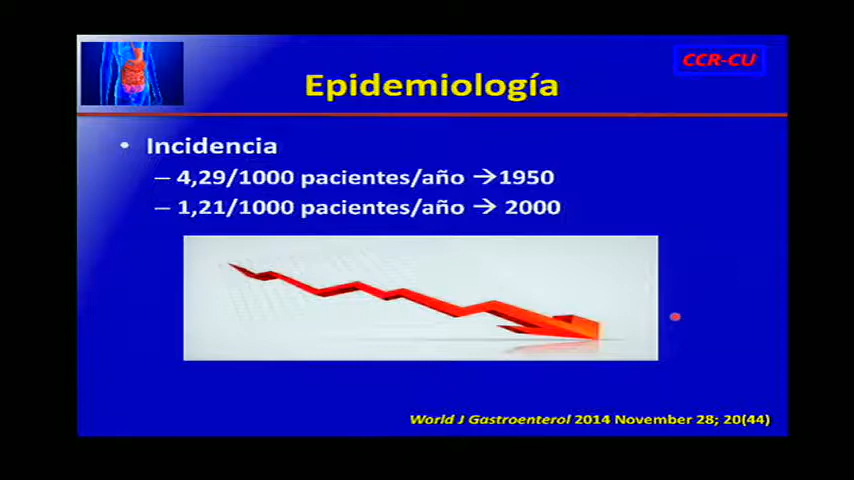 CCR-CU
Epidemiología
• Incidencia
– 4,29/1000 pacientes/año →1950
– 1,21/1000 pacientes/año → 2000
World J Gastroenterol 2014 November 28; 20(44)